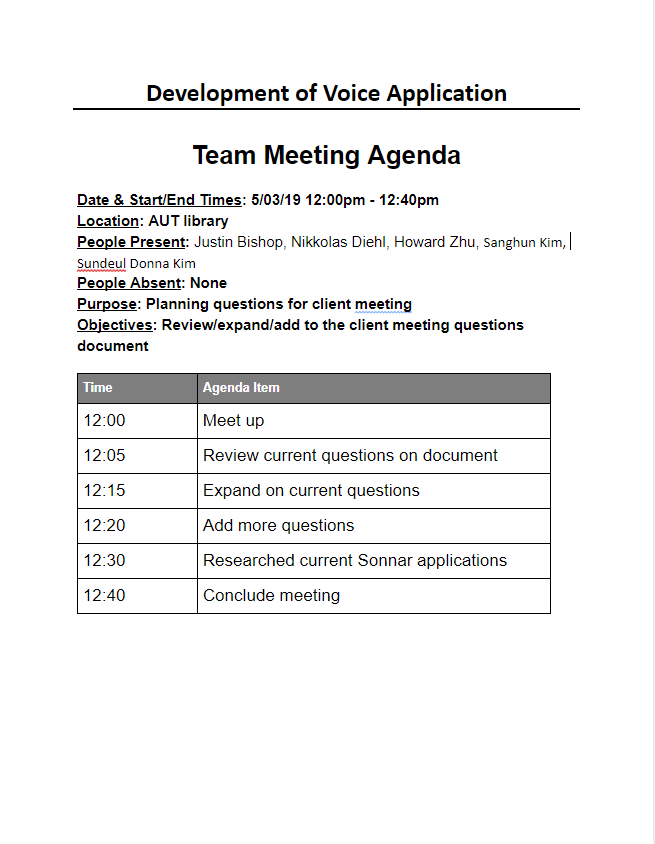 Development of Voice Application
Team Meeting Agenda
Date & Start/End Times: 5/03/19 12:00pm - 12:40pm
Location: AUT library
People Present: Justin Bishop, Nikkolas Diehl, Howard Zhu, Sanghun Kim,
Sundeul Donna Kim
People Absent: None
Purpose: Planning questions for client meeting
Objectives: Review/expand/add to the client meeting questions
document
Time Agenda Item
12:00 Meet up
12:05 Review current questions on document
12:15 Expand on current questions
12:20 Add more questions
12:30 Researched current Sonnar applications
12:40 Conclude meeting